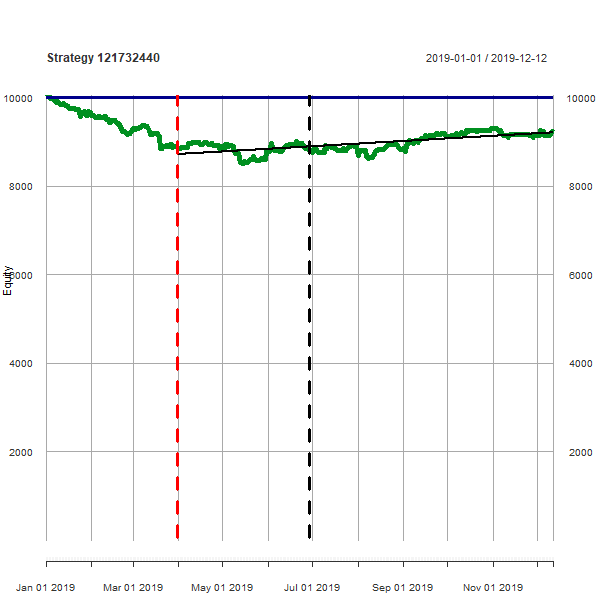 Strategy 121732440
2019-01-01 / 2019-12-12
10000
10000
8000
8000
Equity
6000
6000
4000
4000
2000
2000
Jan 01 2019
Mar 01 2019
May 01 2019
Jul 01 2019
Sep 01 2019
Nov 01 2019